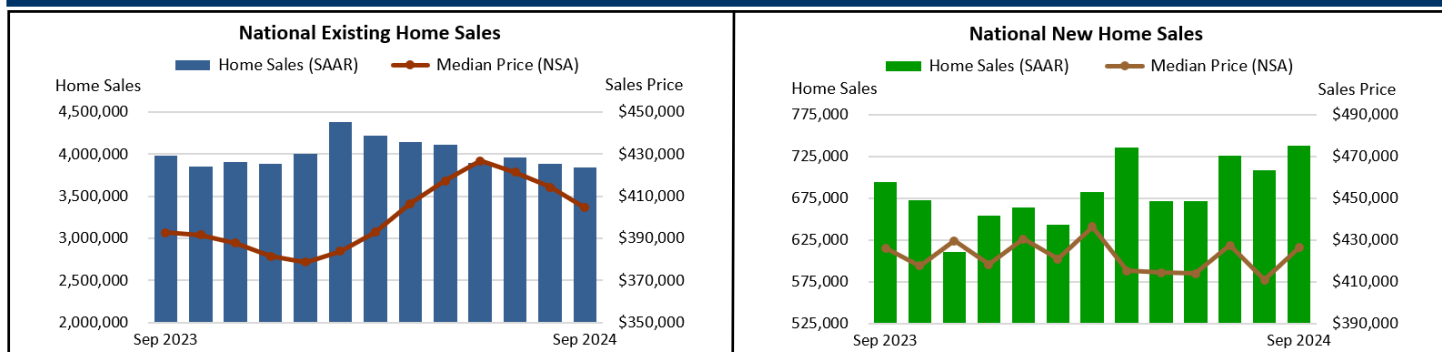 National Existing Home Sales
Home Sales (SAAR) Median Price (NSA)
Home Sales Sales Price
4,500,000 $450,000
4,000,000 $430,000
3,500,000 $410,000
3,000,000 $390,000
2,500,000 $370,000
2,000,000 $350,000
Sep 2023 Sep 2024
National New Home Sales
Home Sales (SAAR) Median Price (NSA)
Home Sales Sales Price
775,000 $490,000
725,000 $470,000
675,000 $450,000
625,000 $430,000
575,000 $410,000
525,000 $390,000
Sep 2023 Sep 2024